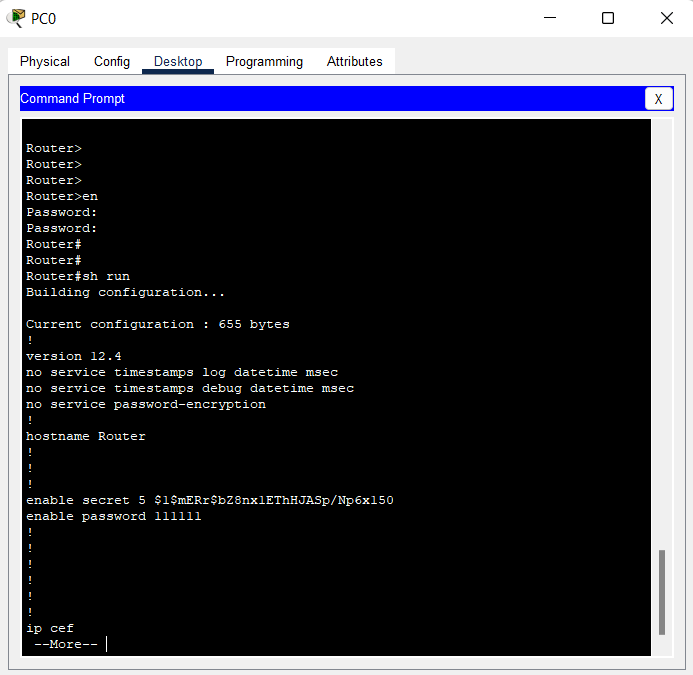 PC0
Physical Config Desktop Programming Attributes
Command Prompt X
Router>
Router>
Router>
Router>en
Password:
Password:
Router#
Router#
Router#sh run
Building configuration...
Current configuration : 655 bytes
!
version 12.4
no service timestamps log datetime msec
no service timestamps debug datetime msec
no service password-encryption
!
hostname Router
!
!
!
enable secret 5 $1$mERr$bZ8nx1EThHJASp/Np6x150
enable password 111111
!
!
!
!
!
!
ip cef
--More--